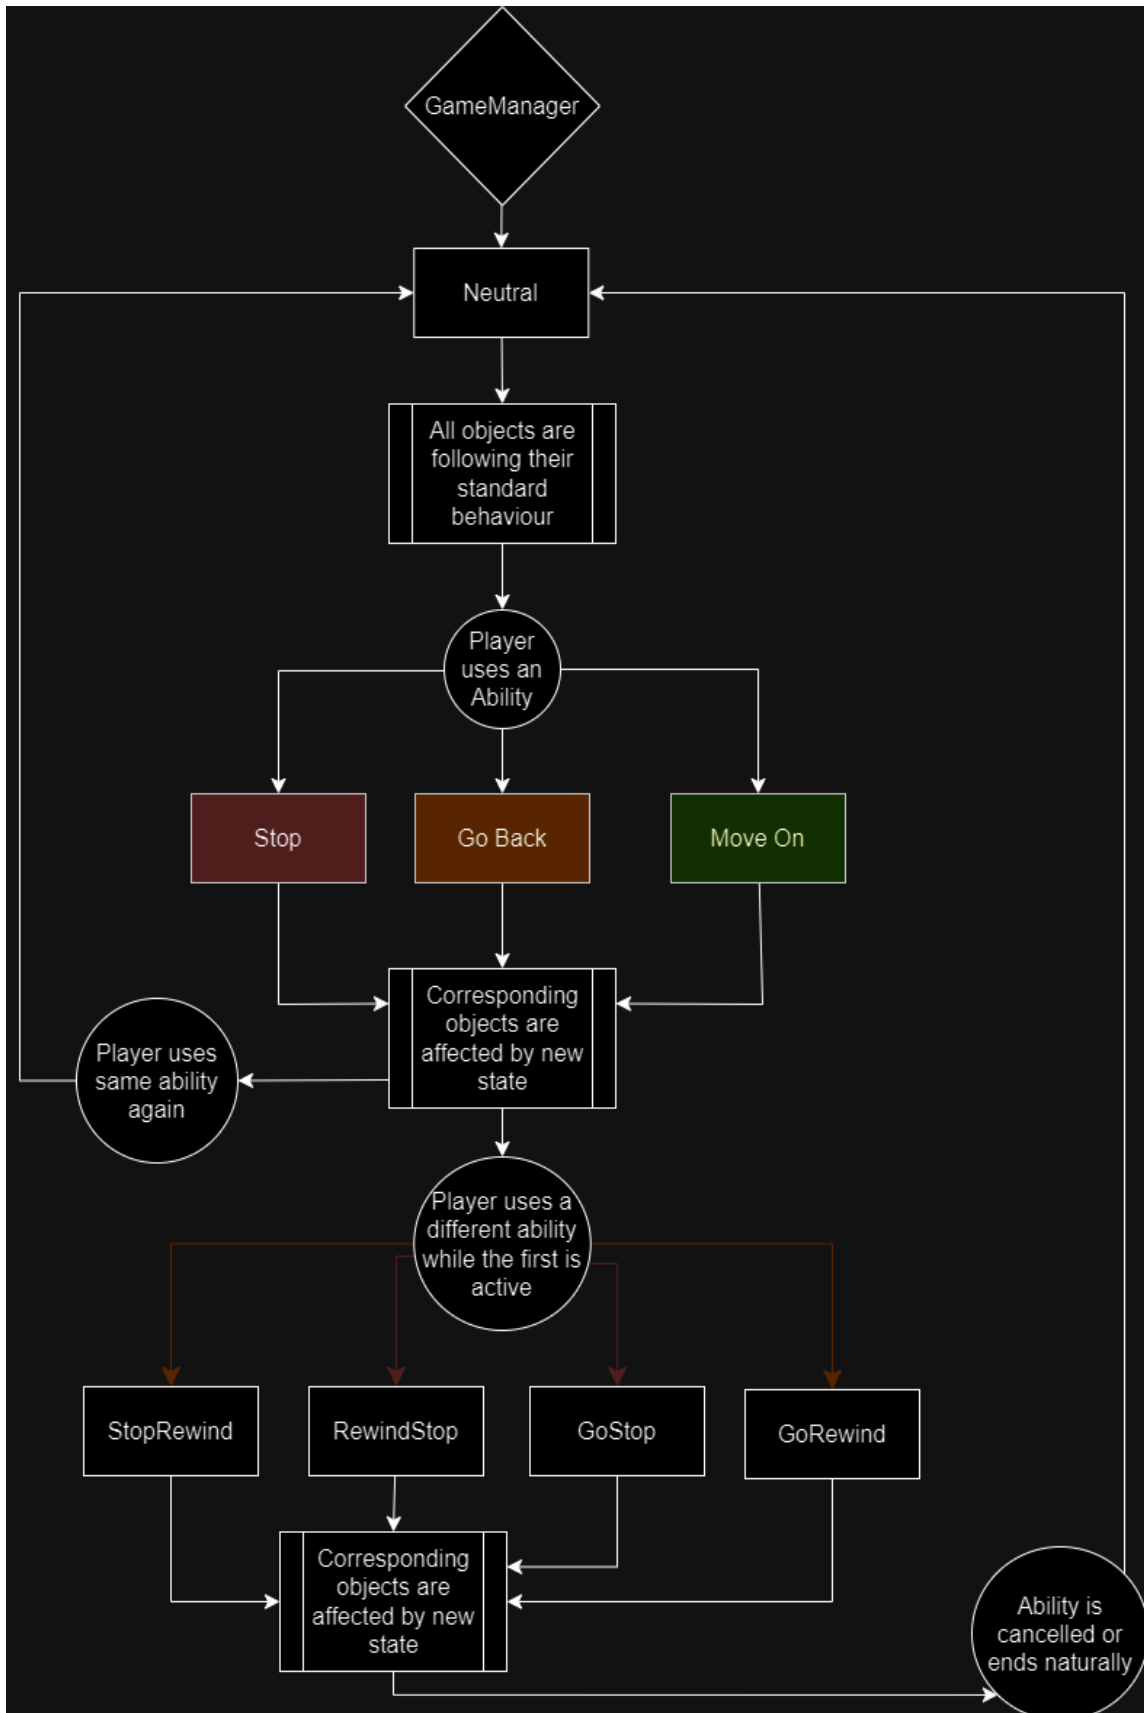 GameManager
Neutral
All objects are
following their
standard
behaviour
Player
uses an
Ability
Stop
Go Back
Move On
Corresponding
objects are
affected by new
state
Player uses
same ability
again
Player uses a
different ability
while the first is
active
StopRewind
RewindStop
GoStop
GoRewind
Corresponding
objects are
affected by new
state
Ability is
cancelled or
ends naturally